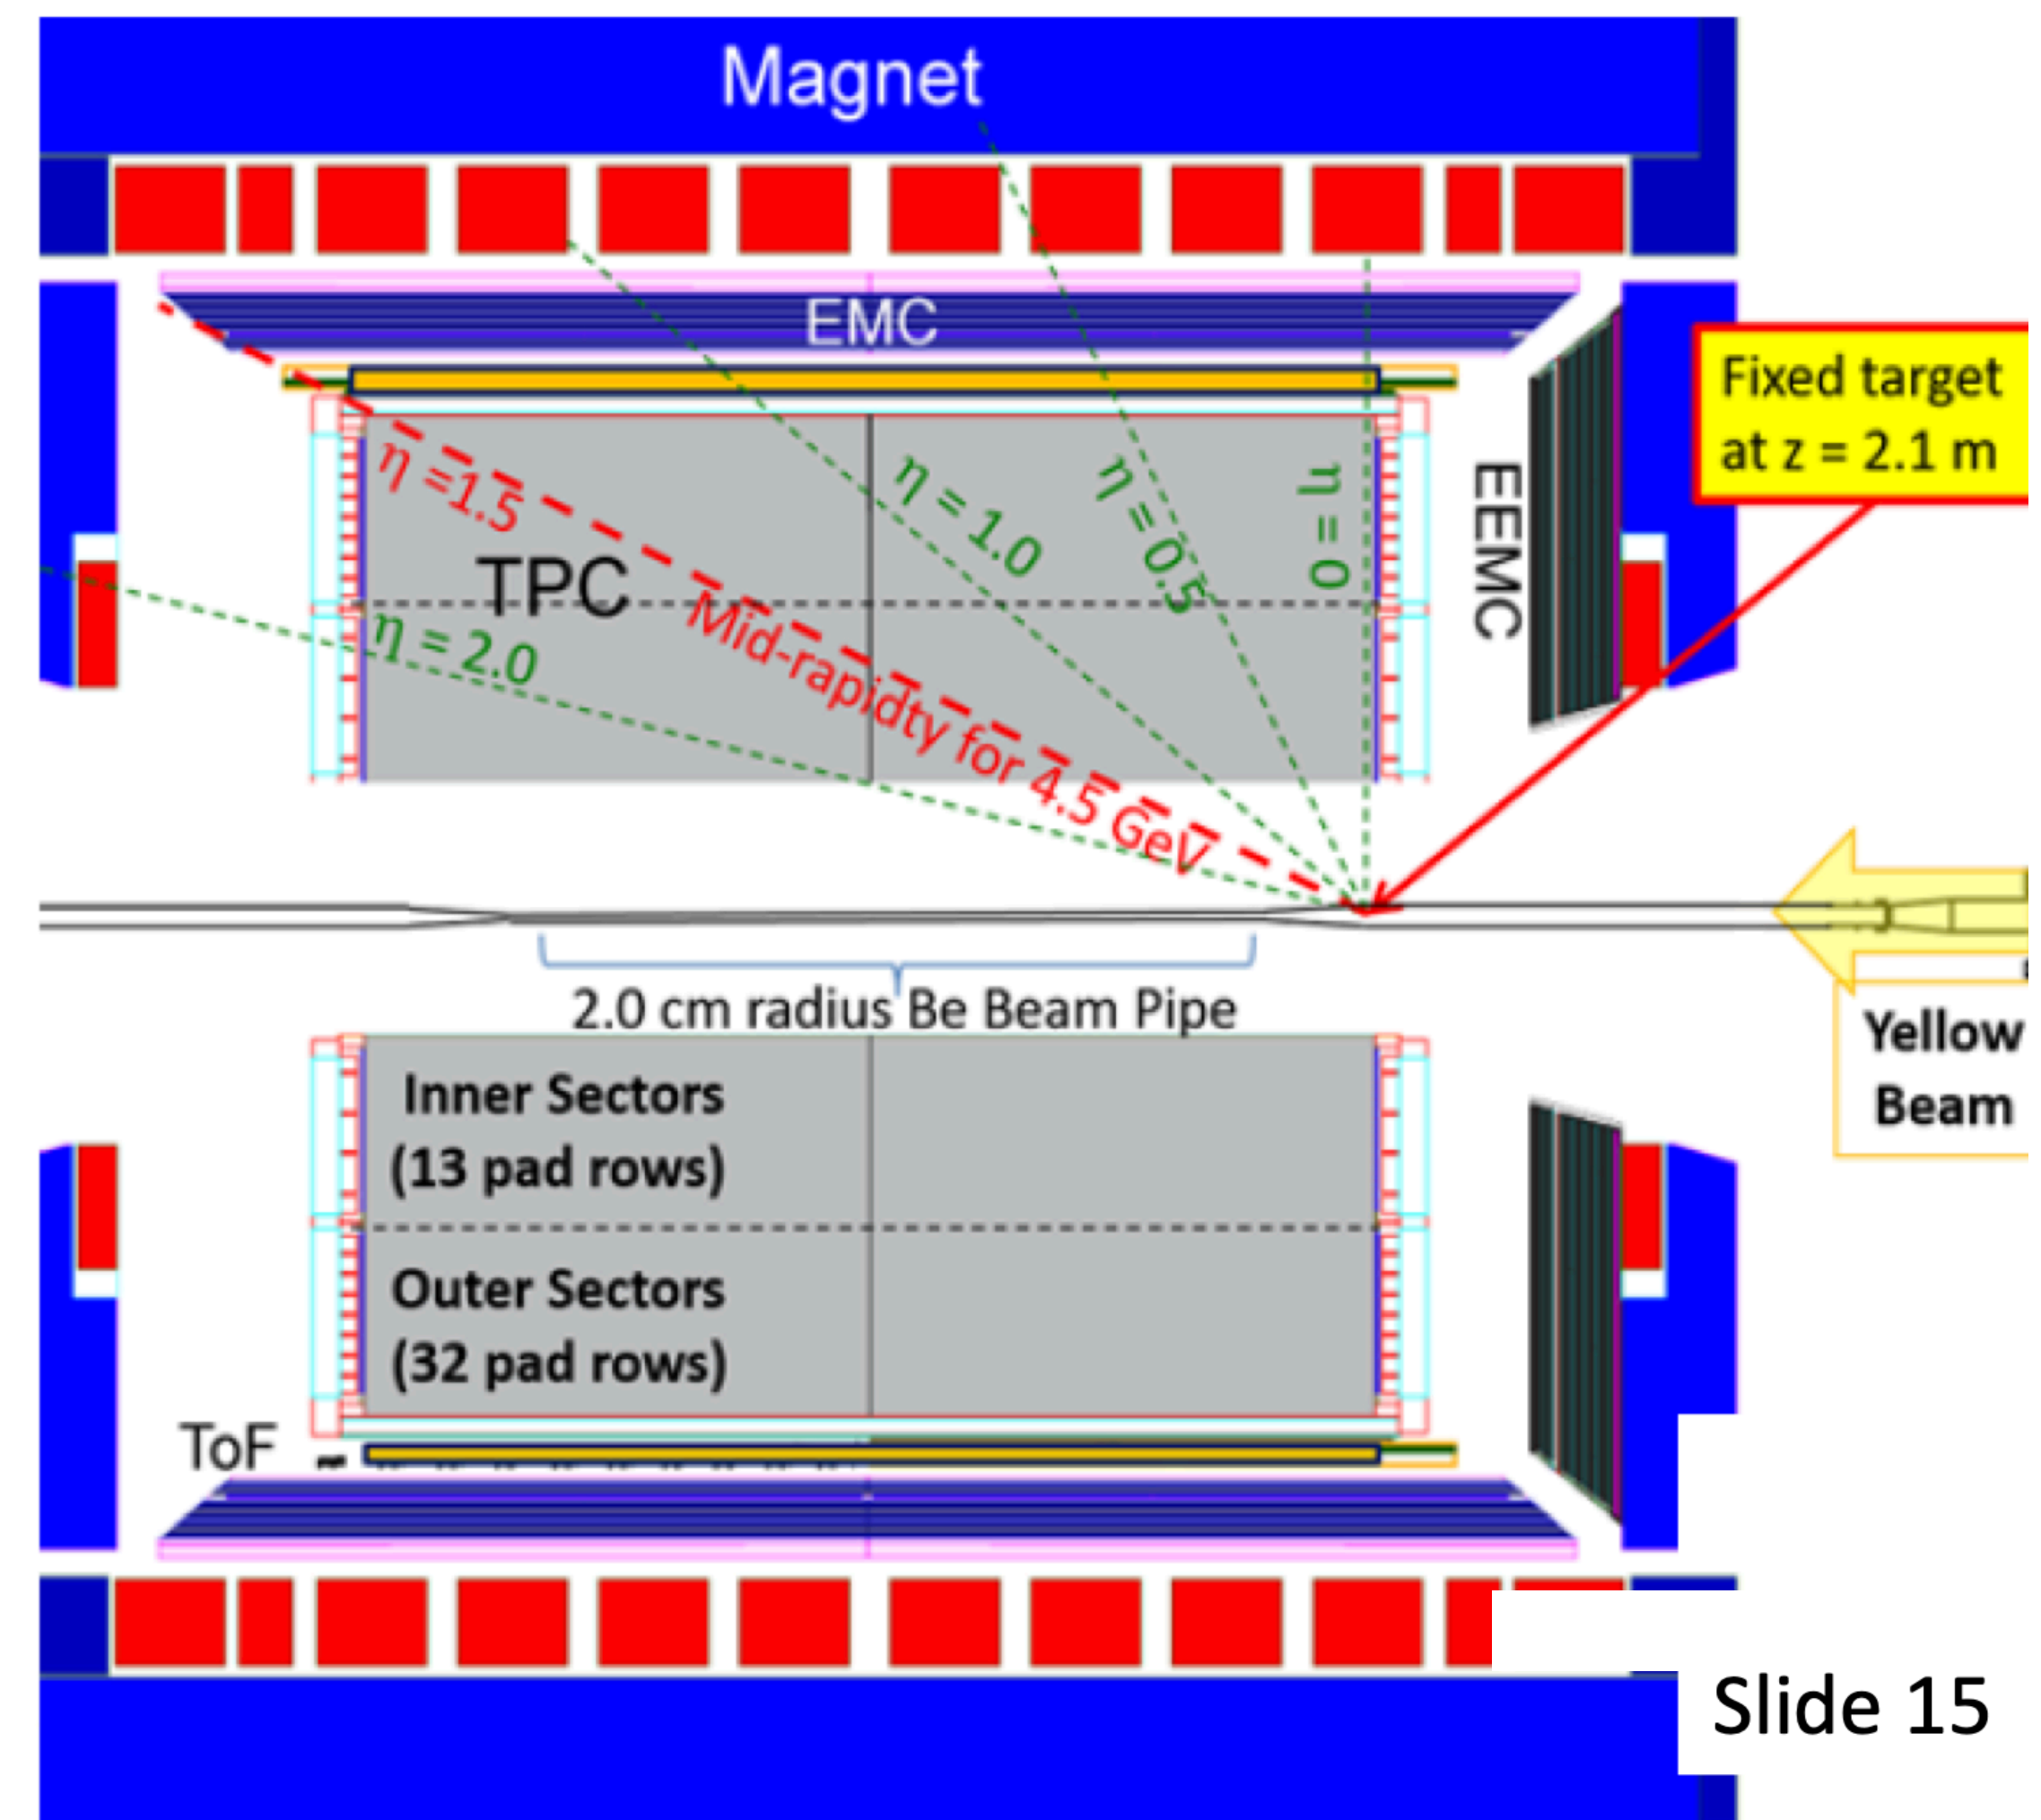 Magnet
EMC
Fixed target
at z = 2.1 m
η =1.5
η = 1.0
η = 0.5
η = 0
EEMC
TPC
η = 2.0
Mid-rapidty for 4.5 GeV
2.0 cm radius Be Beam Pipe
Yellow
Beam
Inner Sectors
(13 pad rows)
Outer Sectors
(32 pad rows)
ToF
Slide 15